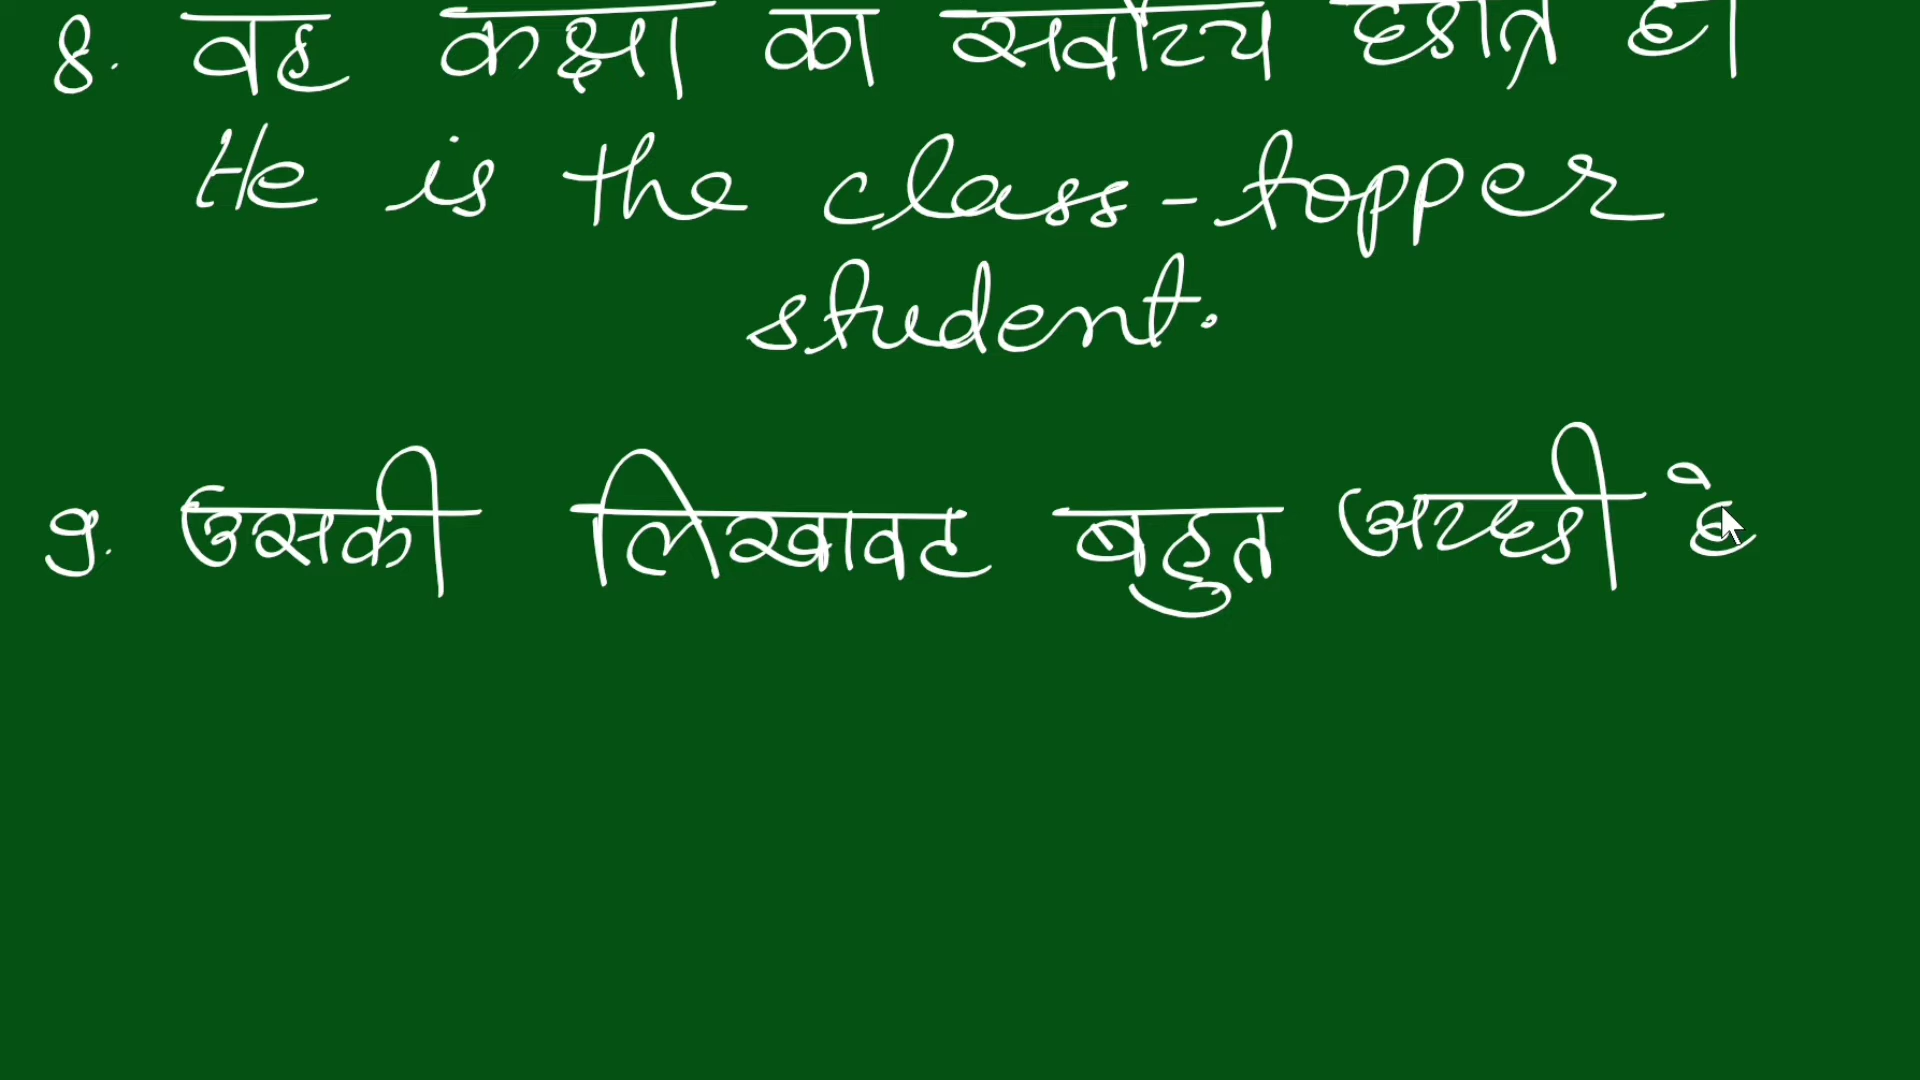 8. वह कक्षा का सर्वोच्च छात्र है।
He is the class-topper
student.
9. उसकी लिखावट बहुत अच्छी है